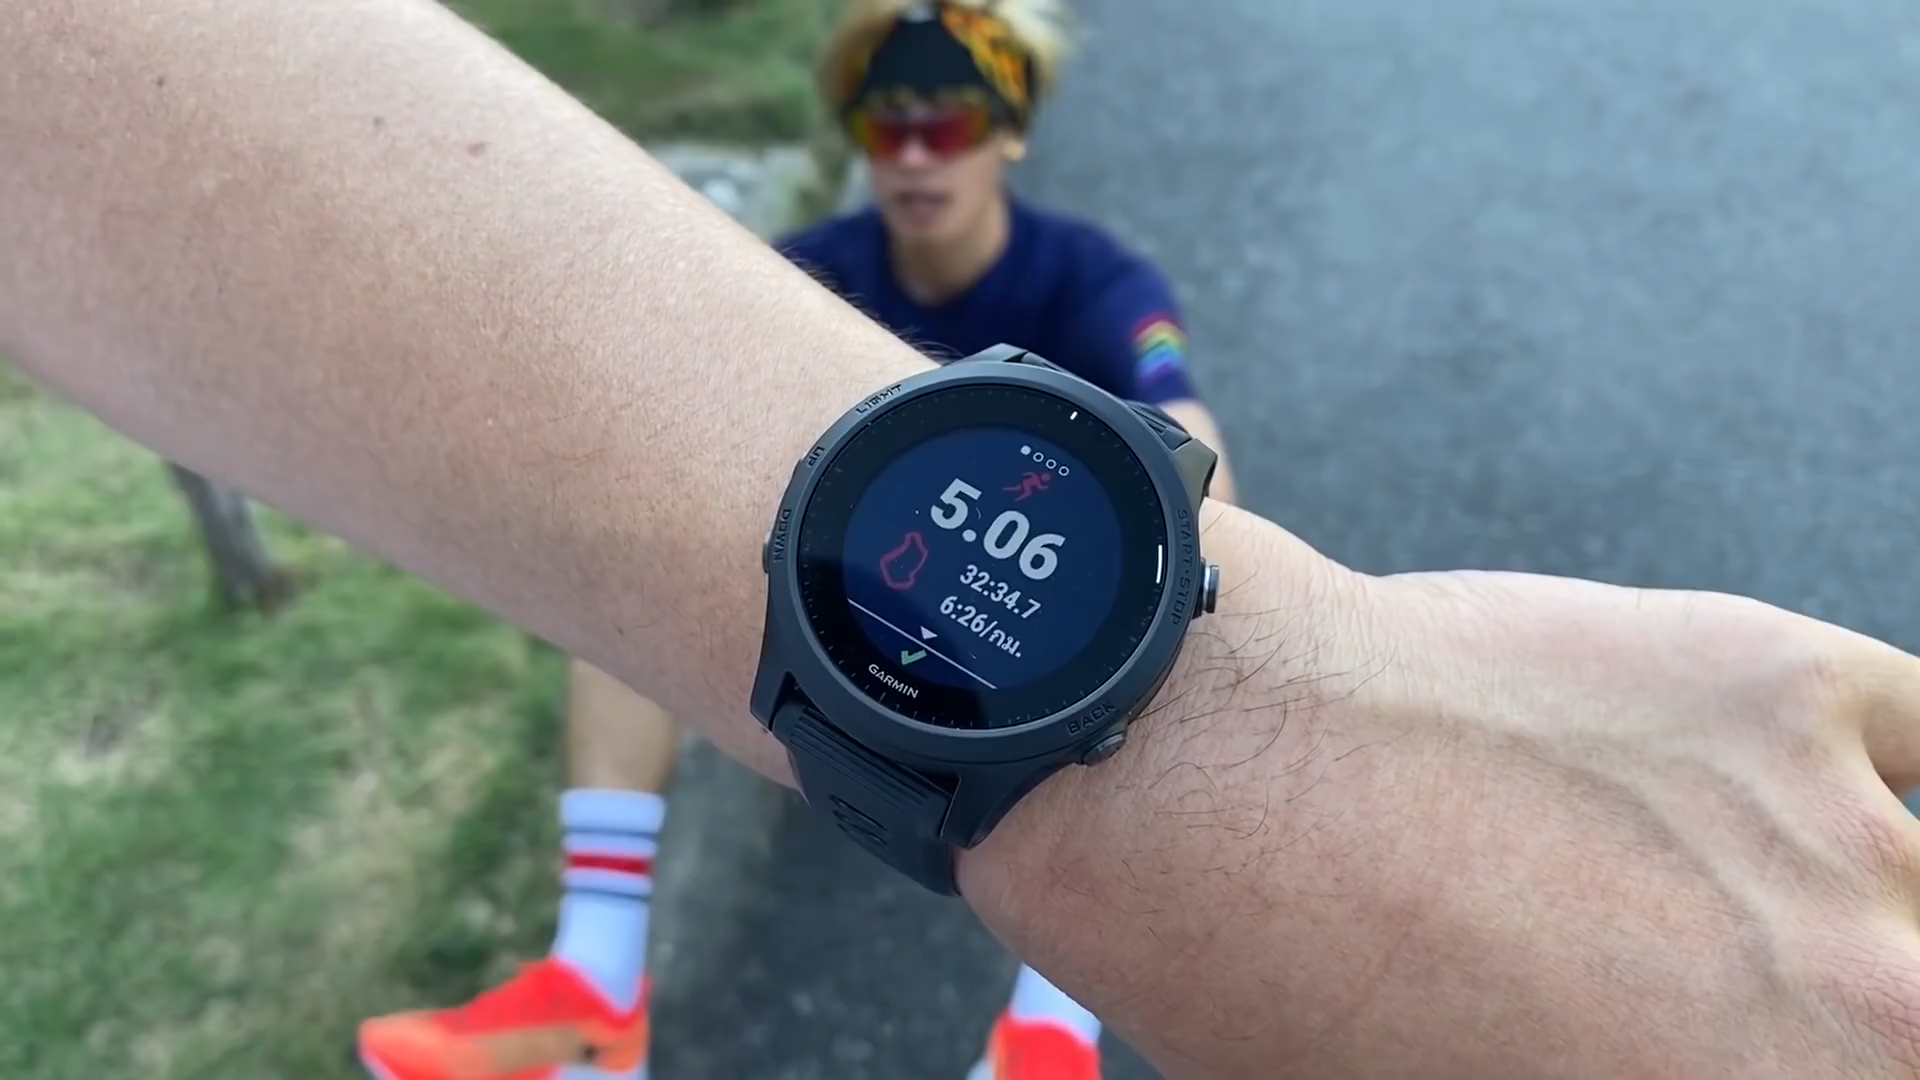 LIGHT
UP
DOWN
START·STOP
5.06
32:34.7
6:26/กม.
GARMIN
BACK